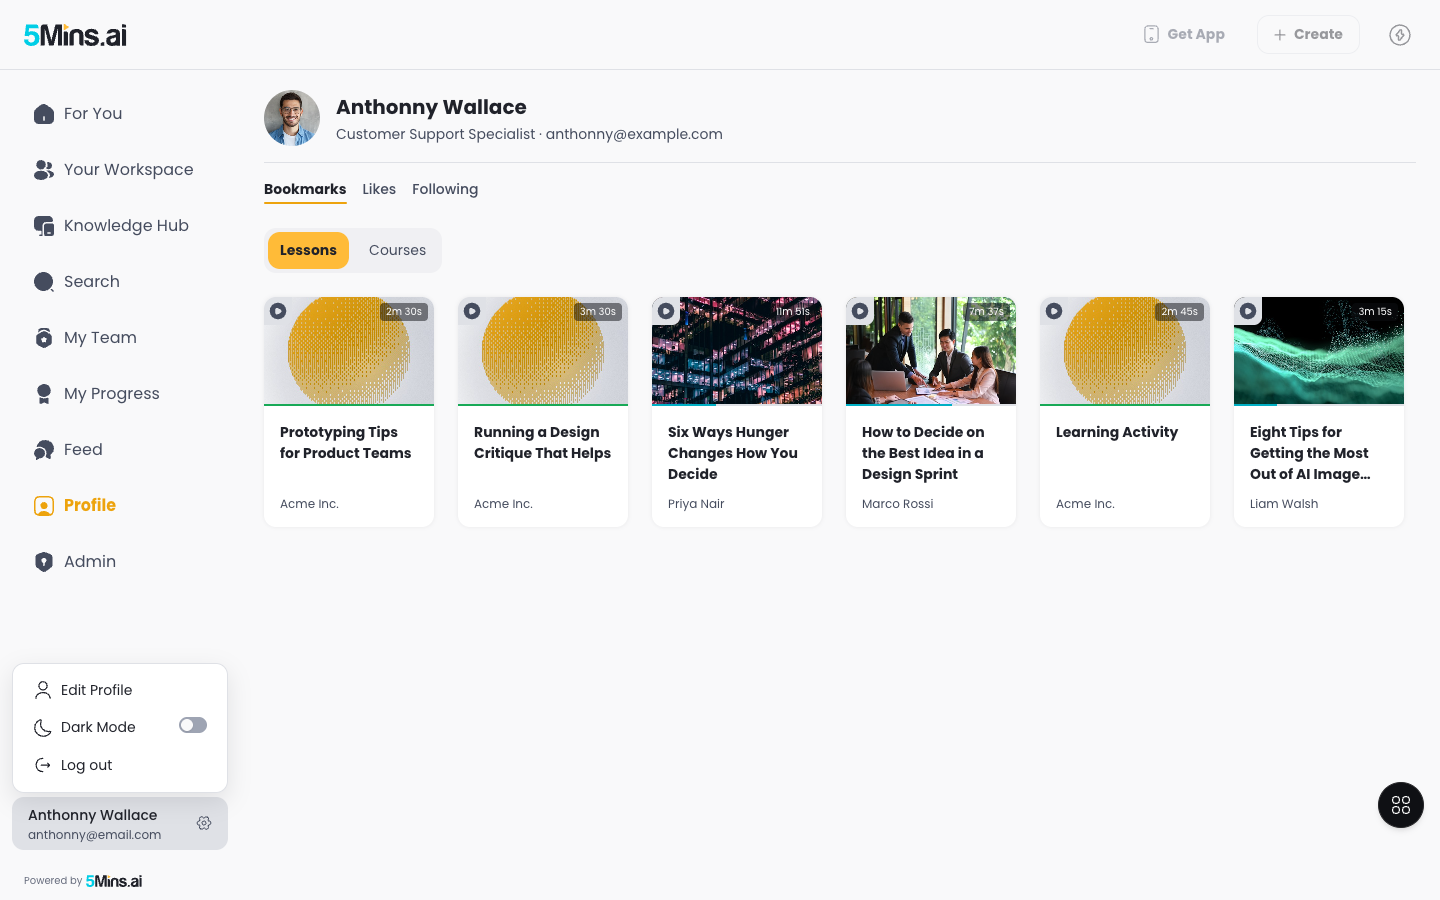 5Mins.ai
Get App
Create
For You
Your Workspace
Knowledge Hub
Search
My Team
My Progress
Feed
Profile
Admin
Anthonny Wallace
Customer Support Specialist · anthonny@example.com
Bookmarks
Likes
Following
Lessons
Courses
2m 30s
Prototyping Tips
for Product Teams
Acme Inc.
3m 30s
Running a Design
Critique That Helps
Acme Inc.
11m 51s
Six Ways Hunger
Changes How You
Decide
Priya Nair
7m 37s
How to Decide on
the Best Idea in a
Design Sprint
Marco Rossi
2m 45s
Learning Activity
Acme Inc.
3m 15s
Eight Tips for
Getting the Most
Out of AI Image...
Liam Walsh
Edit Profile
Dark Mode
Log out
Anthonny Wallace
anthonny@email.com
Powered by 5Mins.ai